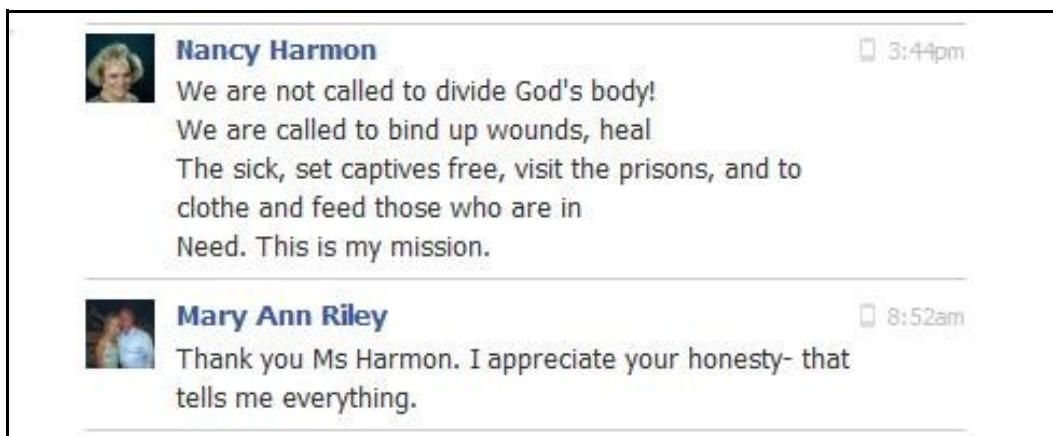 Nancy Harmon
3:44pm
We are not called to divide God's body!
We are called to bind up wounds, heal
The sick, set captives free, visit the prisons, and to
clothe and feed those who are in
Need. This is my mission.
Mary Ann Riley
8:52am
Thank you Ms Harmon. I appreciate your honesty- that
tells me everything.